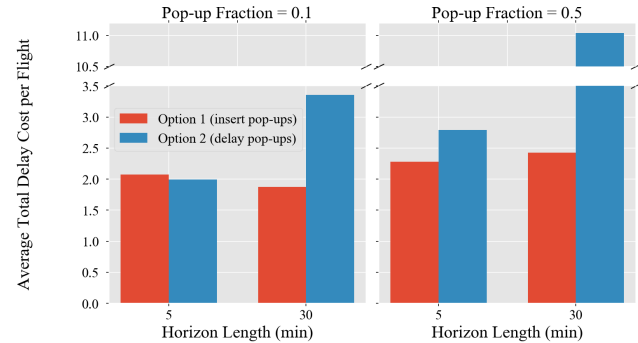 Pop-up Fraction = 0.1
Pop-up Fraction = 0.5
Average Total Delay Cost per Flight
11.0
10.5
3.5
3.0
2.5
2.0
1.5
1.0
0.5
0.0
Option 1 (insert pop-ups)
Option 2 (delay pop-ups)
5
30
5
30
Horizon Length (min)
Horizon Length (min)